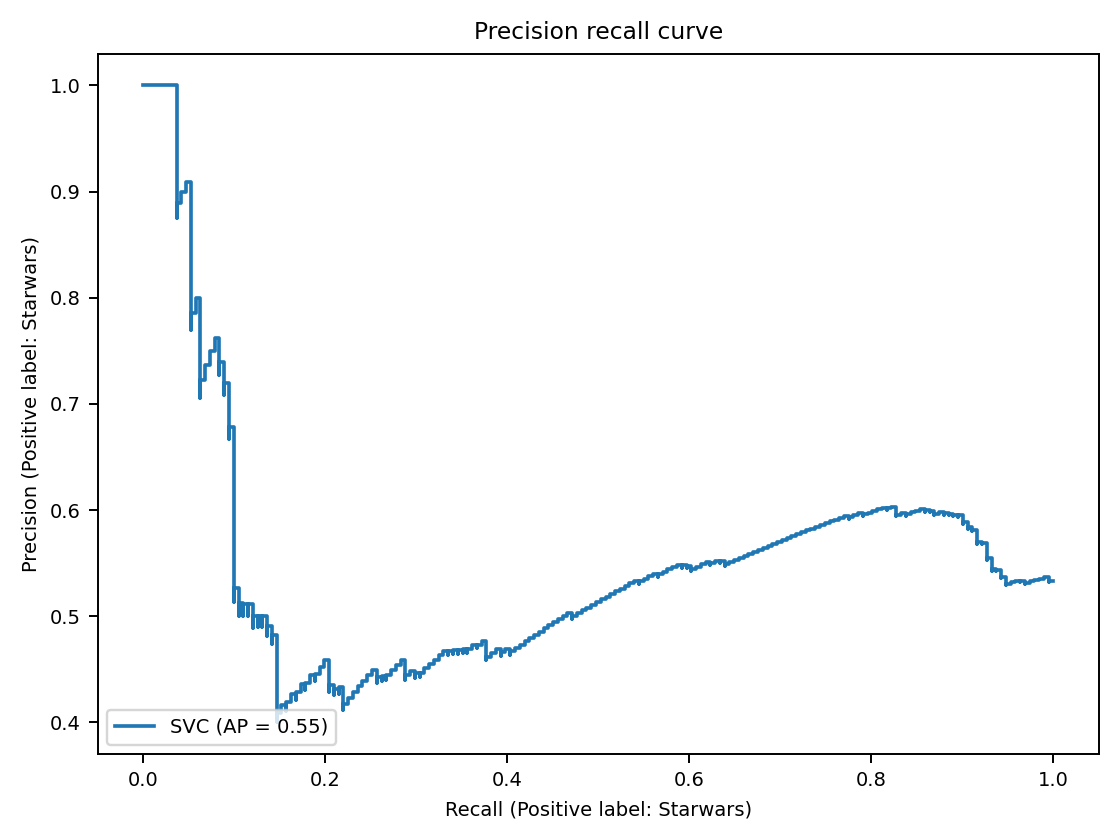 Precision recall curve
1.0
0.9
0.8
0.7
0.6
0.5
0.4
Precision (Positive label: Starwars)
SVC (AP = 0.55)
0.0 0.2 0.4 0.6 0.8 1.0
Recall (Positive label: Starwars)